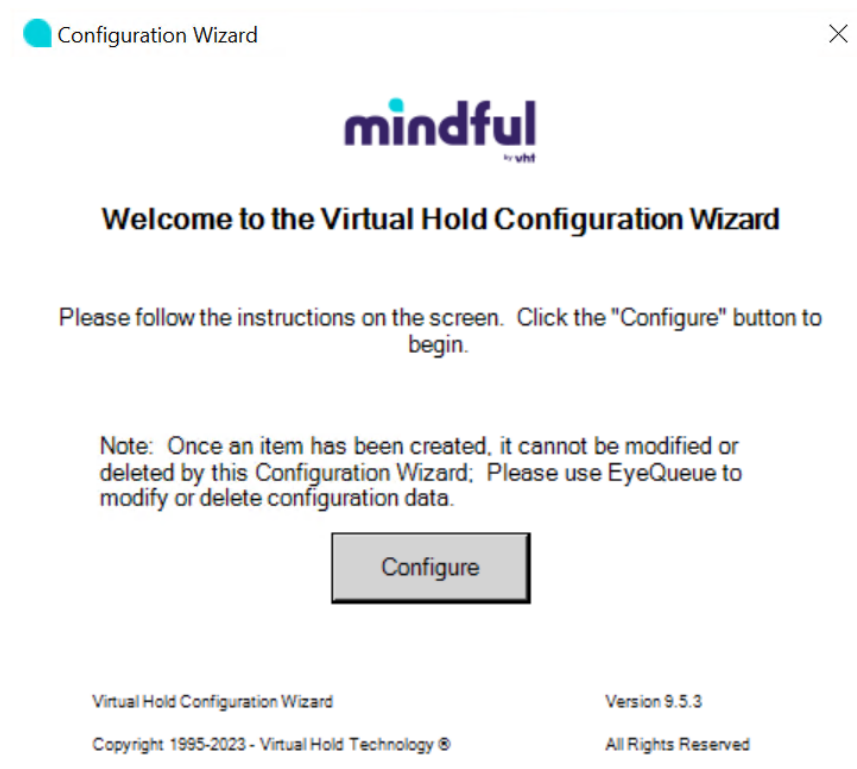 Configuration Wizard
mindful
by vht
Welcome to the Virtual Hold Configuration Wizard
Please follow the instructions on the screen.  Click the "Configure" button to
begin.
Note:  Once an item has been created, it cannot be modified or
deleted by this Configuration Wizard;  Please use EyeQueue to
modify or delete configuration data.
Configure
Virtual Hold Configuration Wizard
Version 9.5.3
Copyright 1995-2023 - Virtual Hold Technology ®
All Rights Reserved